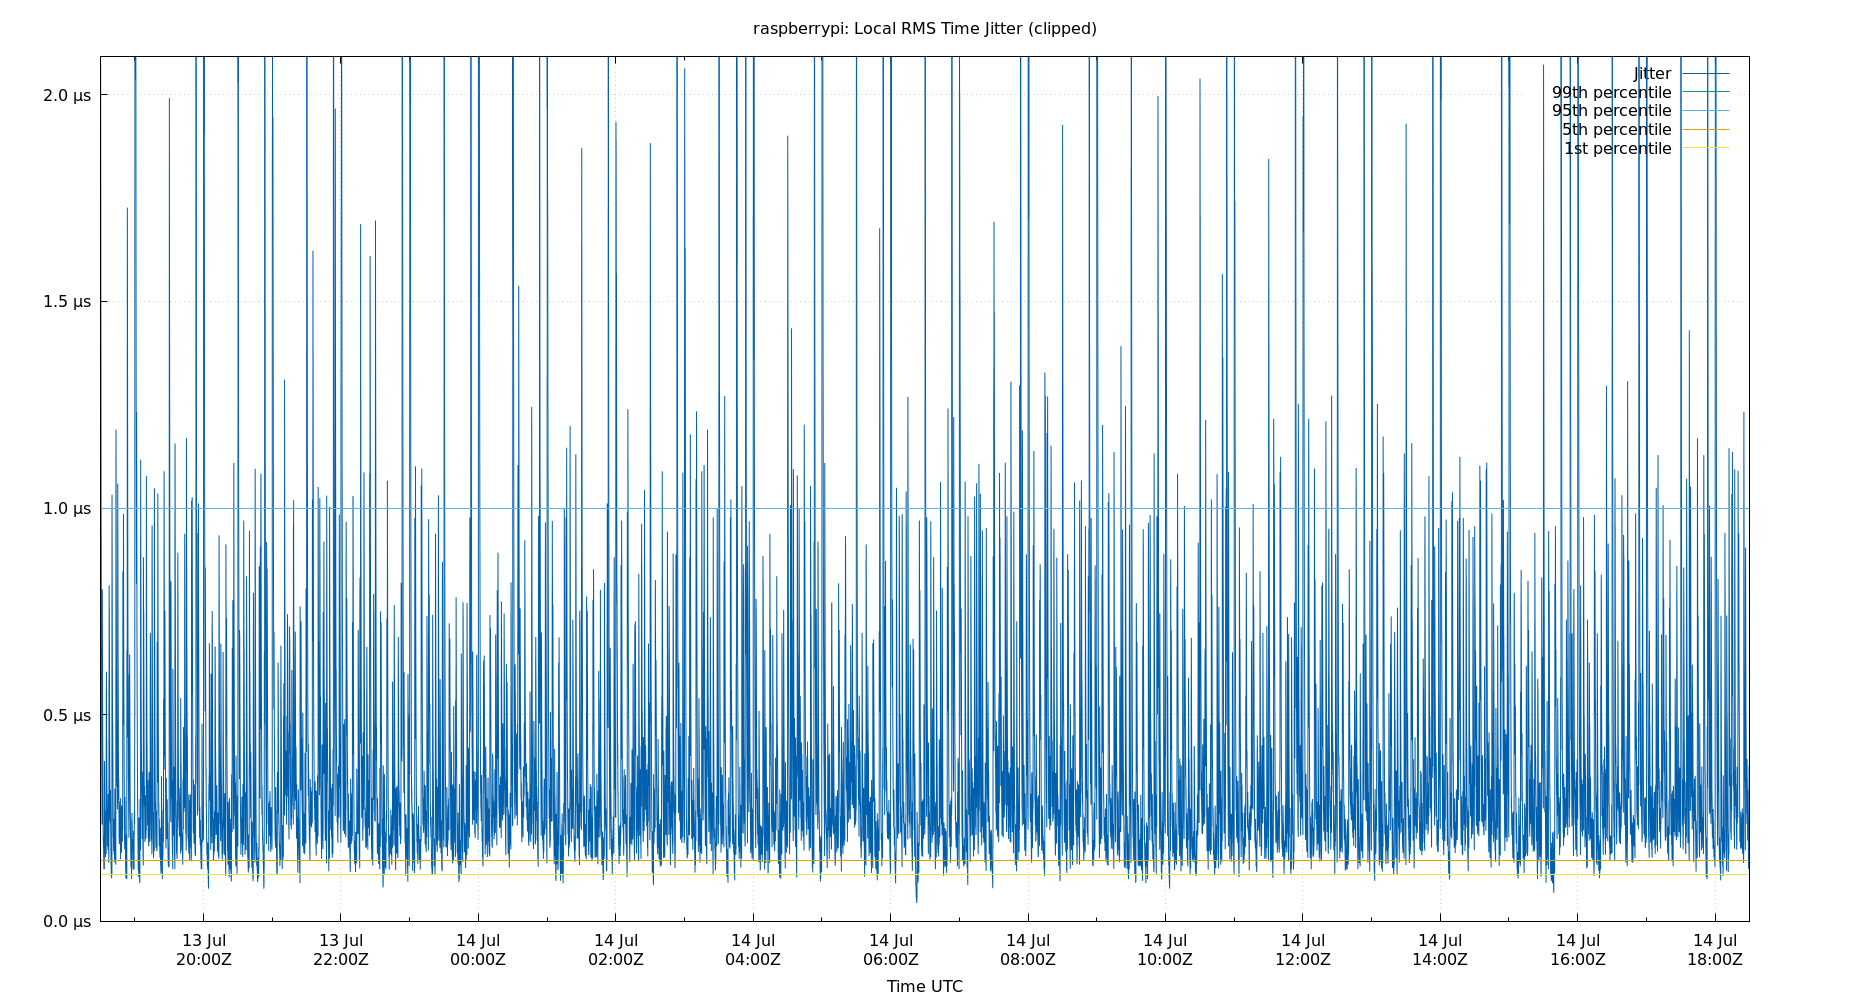 raspberrypi: Local RMS Time Jitter (clipped)
Jitter
99th percentile
95th percentile
5th percentile
1st percentile
2.0 μs
1.5 μs
1.0 μs
0.5 μs
0.0 μs
13 Jul 13 Jul 14 Jul 14 Jul 14 Jul 14 Jul 14 Jul 14 Jul 14 Jul 14 Jul 14 Jul 14 Jul
20:00Z 22:00Z 00:00Z 02:00Z 04:00Z 06:00Z 08:00Z 10:00Z 12:00Z 14:00Z 16:00Z 18:00Z
Time UTC